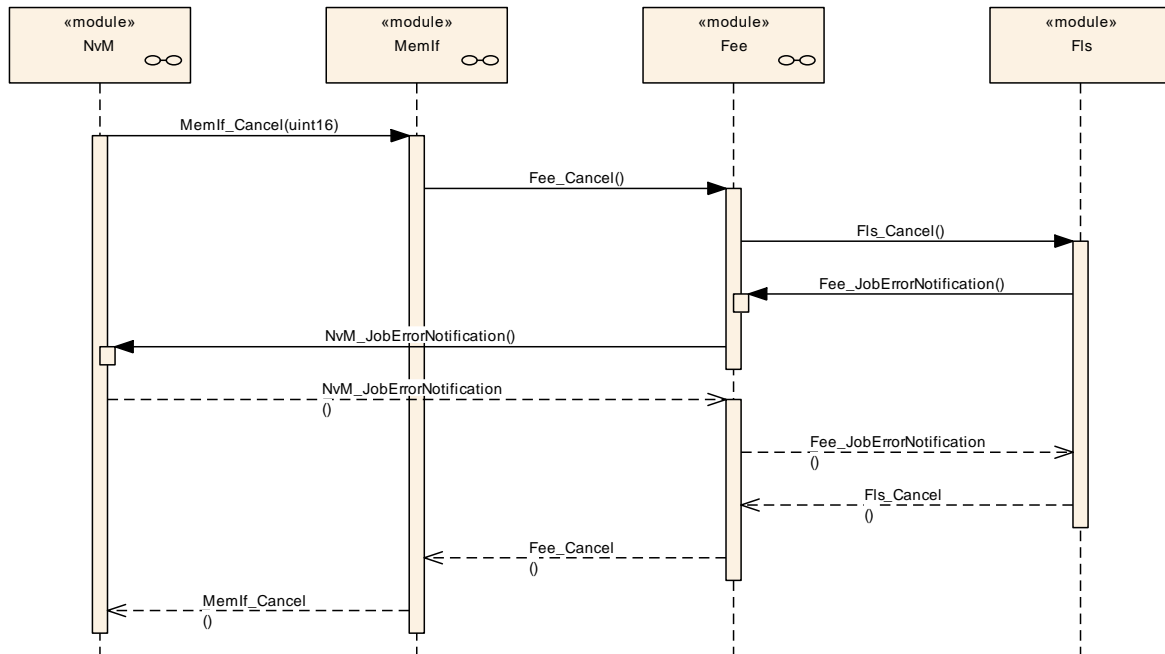 «module» «module» «module» «module»
NvM MemIf Fee Fls
MemIf_Cancel(uint16)
Fee_Cancel()
Fls_Cancel()
Fee_JobErrorNotification()
NvM_JobErrorNotification()
NvM_JobErrorNotification
()
Fee_JobErrorNotification
()
Fls_Cancel
()
Fee_Cancel
()
MemIf_Cancel
()